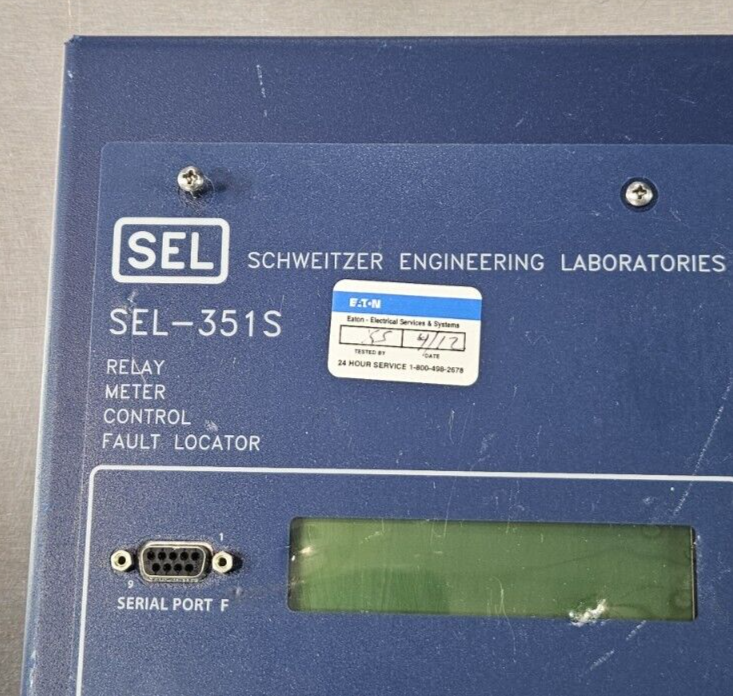 SEL SCHWEITZER ENGINEERING LABORATORIES
SEL-351S
RELAY
METER
CONTROL
FAULT LOCATOR
E.T.N
Eaton - Electrical Services & Systems
SS 4/12
TESTED BY DATE
24 HOUR SERVICE 1-800-498-2678
1
9
SERIAL PORT F